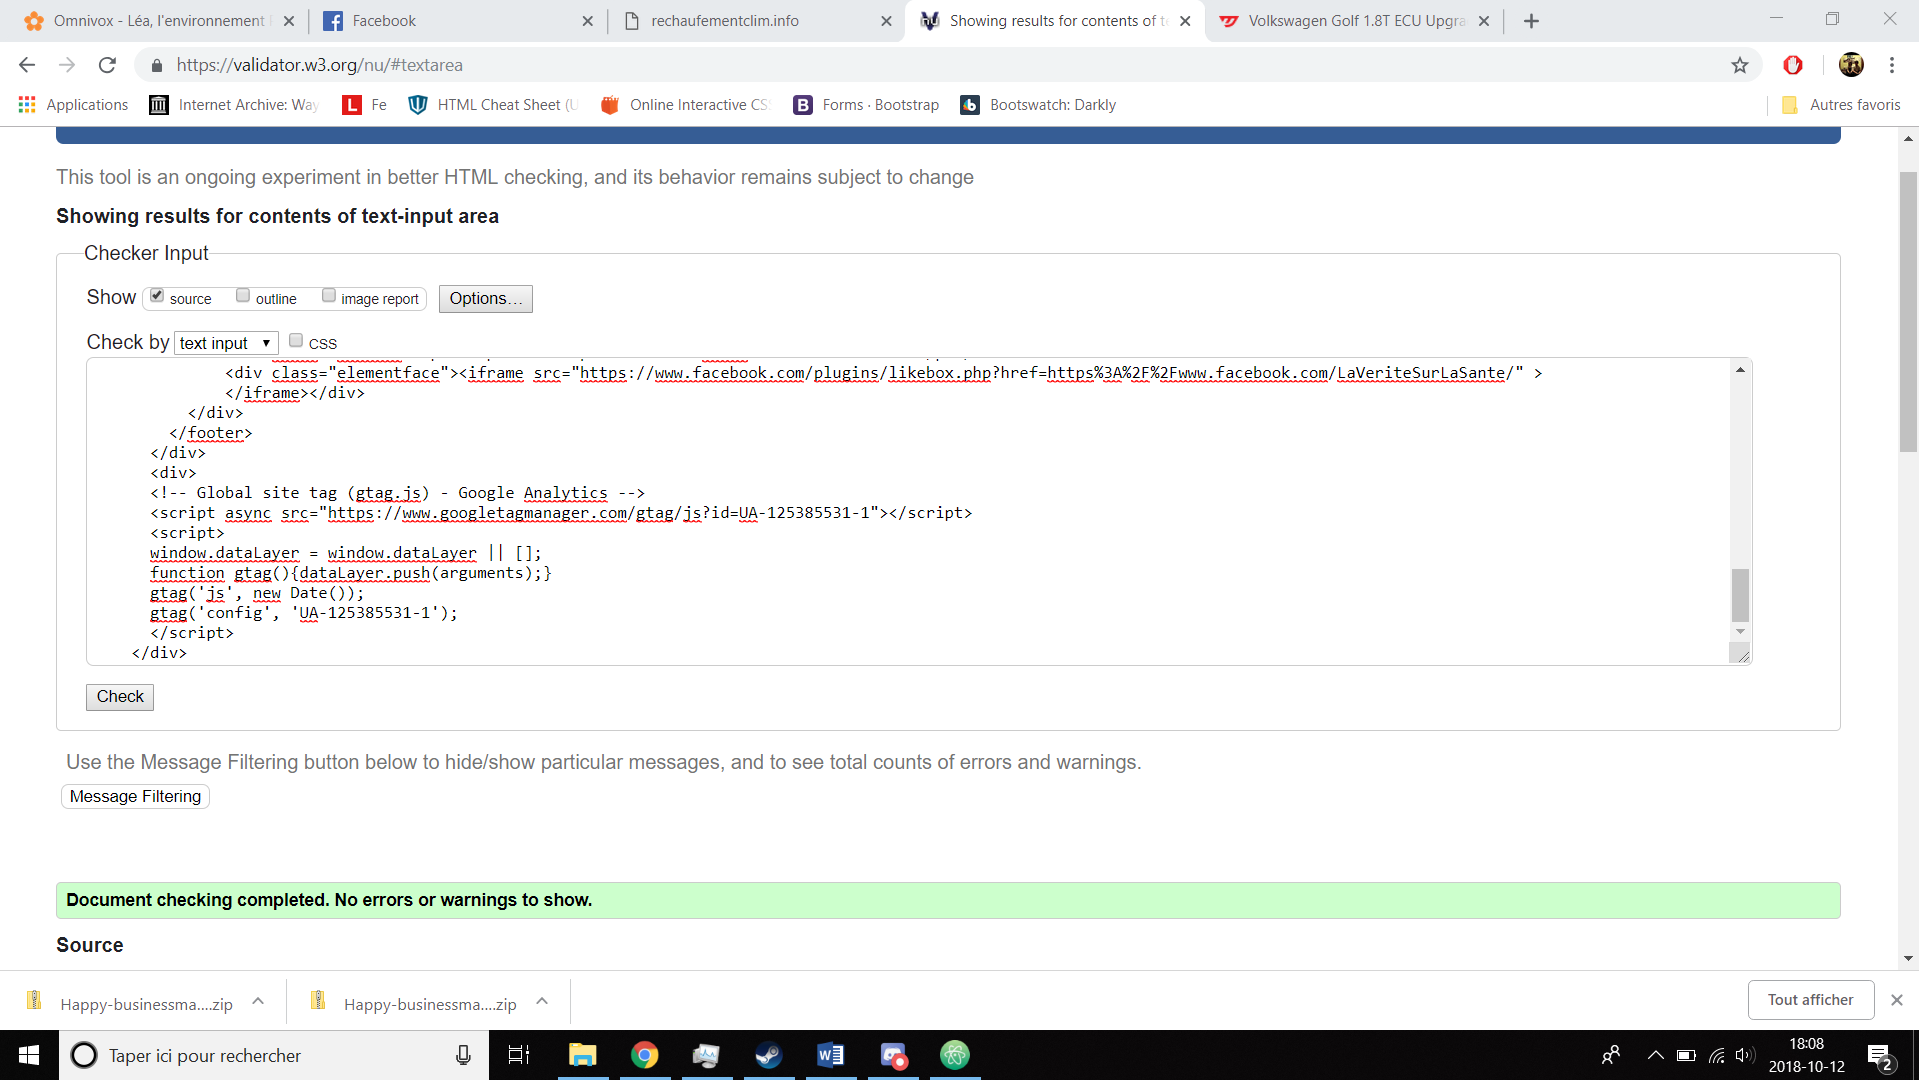 Omnivox - Léa, l'environnement
Facebook
rechaufementclim.info
Showing results for contents of te
Volkswagen Golf 1.8T ECU Upgra
https://validator.w3.org/nu/#textarea
Applications
Internet Archive: Way
L Fe
HTML Cheat Sheet (U
Online Interactive CS
B Forms · Bootstrap
Bootswatch: Darkly
Autres favoris
This tool is an ongoing experiment in better HTML checking, and its behavior remains subject to change
Showing results for contents of text-input area
Checker Input
Show source outline image report Options...
Check by text input CSS
<div class="elementface"><iframe src="https://www.facebook.com/plugins/likebox.php?href=https%3A%2F%2Fwww.facebook.com/LaVeriteSurLaSante/" >
</iframe></div>
</div>
</footer>
</div>
<div>
<!-- Global site tag (gtag.js) - Google Analytics -->
<script async src="https://www.googletagmanager.com/gtag/js?id=UA-125385531-1"></script>
<script>
window.dataLayer = window.dataLayer || [];
function gtag(){dataLayer.push(arguments);}
gtag('js', new Date());
gtag('config', 'UA-125385531-1');
</script>
</div>
Check
Use the Message Filtering button below to hide/show particular messages, and to see total counts of errors and warnings.
Message Filtering
Document checking completed. No errors or warnings to show.
Source
Happy-businessma....zip
Happy-businessma....zip
Tout afficher
Taper ici pour rechercher
18:08
2018-10-12
2